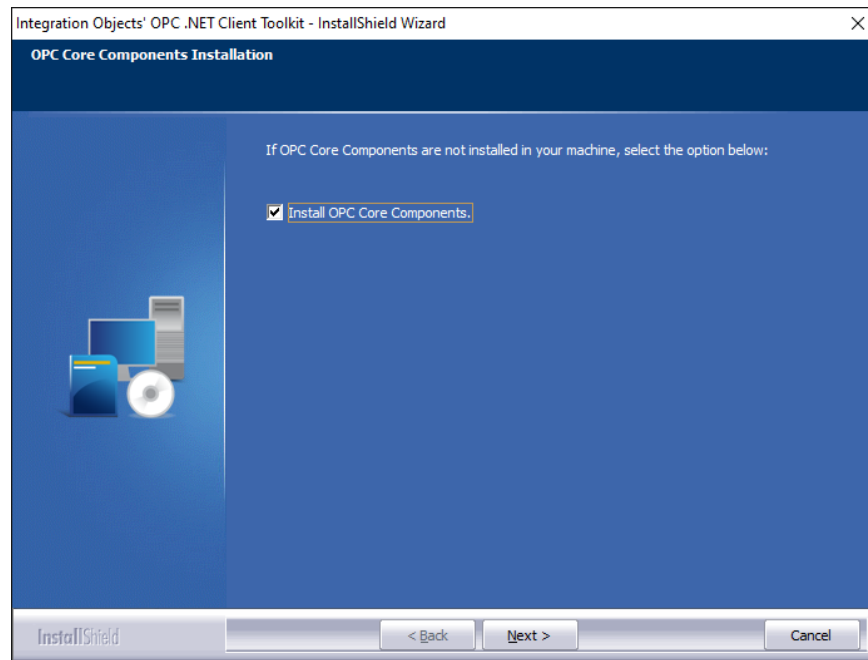 Integration Objects' OPC .NET Client Toolkit - InstallShield Wizard
OPC Core Components Installation
If OPC Core Components are not installed in your machine, select the option below:
Install OPC Core Components.
InstallShield
< Back
Next >
Cancel